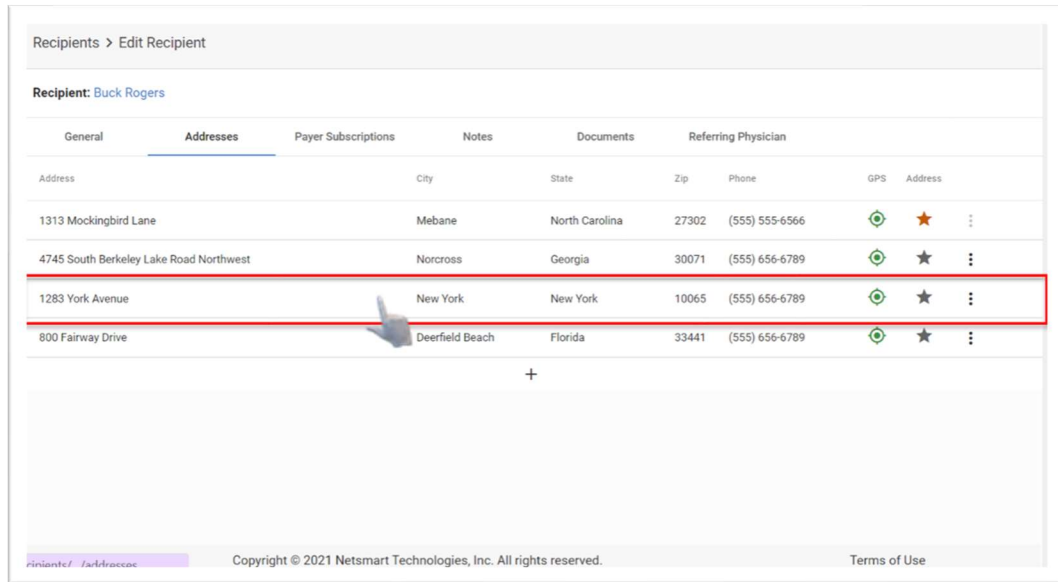 Recipients > Edit Recipient
Recipient: Buck Rogers
General Addresses Payer Subscriptions Notes Documents Referring Physician
Address City State Zip Phone GPS Address
1313 Mockingbird Lane Mebane North Carolina 27302 (555) 555-6566
4745 South Berkeley Lake Road Northwest Norcross Georgia 30071 (555) 656-6789
1283 York Avenue New York New York 10065 (555) 656-6789
800 Fairway Drive Deerfield Beach Florida 33441 (555) 656-6789
+
Copyright © 2021 Netsmart Technologies, Inc. All rights reserved. Terms of Use